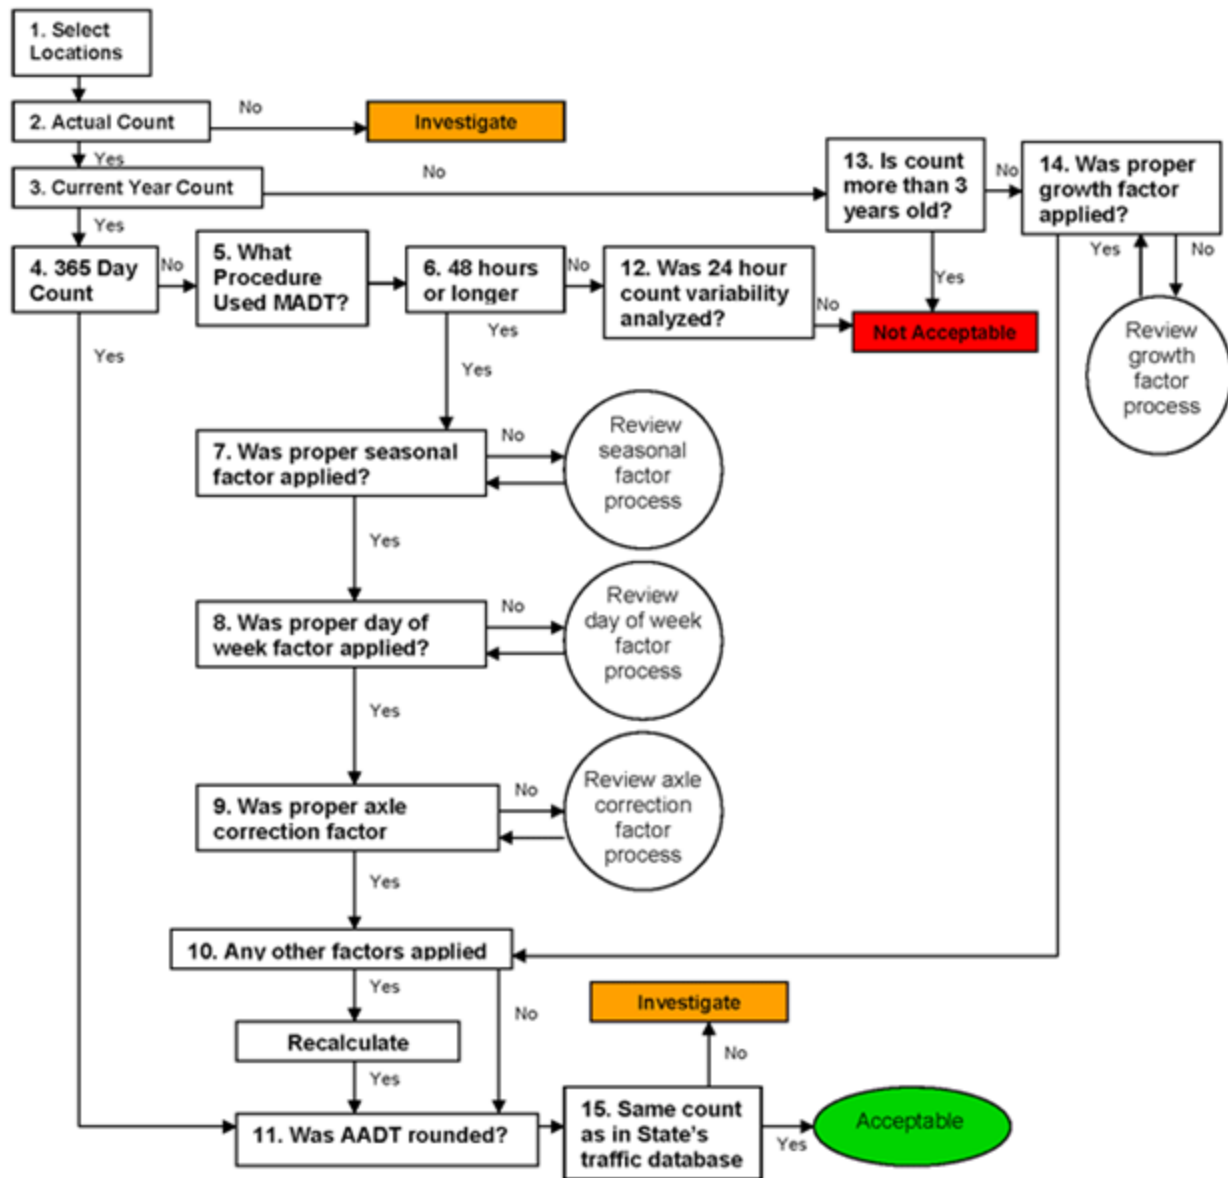 1. Select
Locations
No
2. Actual Count
Investigate
Yes
3. Current Year Count
No
13. Is count
more than 3
years old?
No
14. Was proper
growth factor
applied?
Yes
4. 365 Day
Count
No
5. What
Procedure
Used MADT?
6. 48 hours
or longer
No
12. Was 24 hour
count variability
analyzed?
No
Yes
Not Acceptable
Yes
No
Review
growth
factor
process
Yes
Yes
Yes
7. Was proper seasonal
factor applied?
No
Review
seasonal
factor
process
Yes
8. Was proper day of
week factor applied?
No
Review
day of week
factor
process
Yes
9. Was proper axle
correction factor
No
Review axle
correction
factor
process
Yes
10. Any other factors applied
Yes
No
Investigate
Recalculate
No
Yes
11. Was AADT rounded?
15. Same count
as in State's
traffic database
Yes
Acceptable